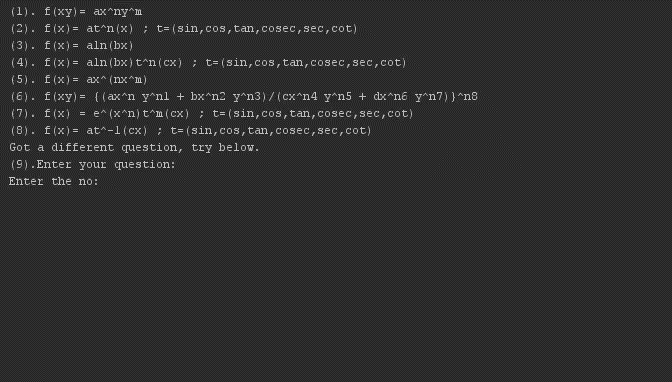 (1). f(xy)= ax^ny^m
(2). f(x)= at^n(x) ; t=(sin,cos,tan,cosec,sec,cot)
(3). f(x)= aln(bx)
(4). f(x)= aln(bx)t^n(cx) ; t=(sin,cos,tan,cosec,sec,cot)
(5). f(x)= ax^(nx^m)
(6). f(xy)= {(ax^n y^n1 + bx^n2 y^n3)/(cx^n4 y^n5 + dx^n6 y^n7)}^n8
(7). f(x) = e^(x^n)t^m(cx) ; t=(sin,cos,tan,cosec,sec,cot)
(8). f(x)= at^-1(cx) ; t=(sin,cos,tan,cosec,sec,cot)
Got a different question, try below.
(9).Enter your question:
Enter the no: